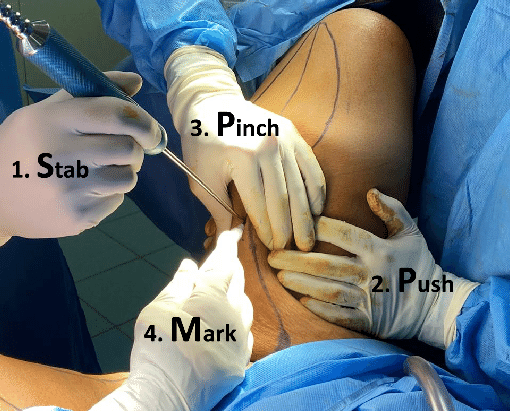 1. Stab
3. Pinch
2. Push
4. Mark